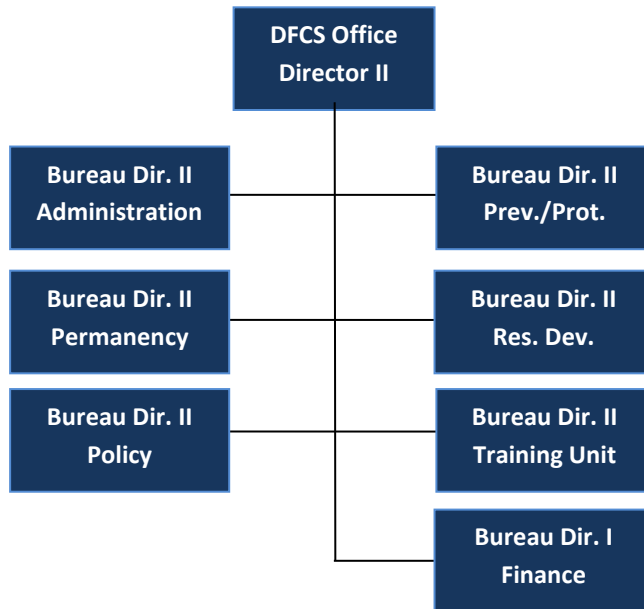 DFCS Office
Director II
Bureau Dir. II
Administration
Bureau Dir. II
Prev./Prot.
Bureau Dir. II
Permanency
Bureau Dir. II
Res. Dev.
Bureau Dir. II
Policy
Bureau Dir. II
Training Unit
Bureau Dir. I
Finance